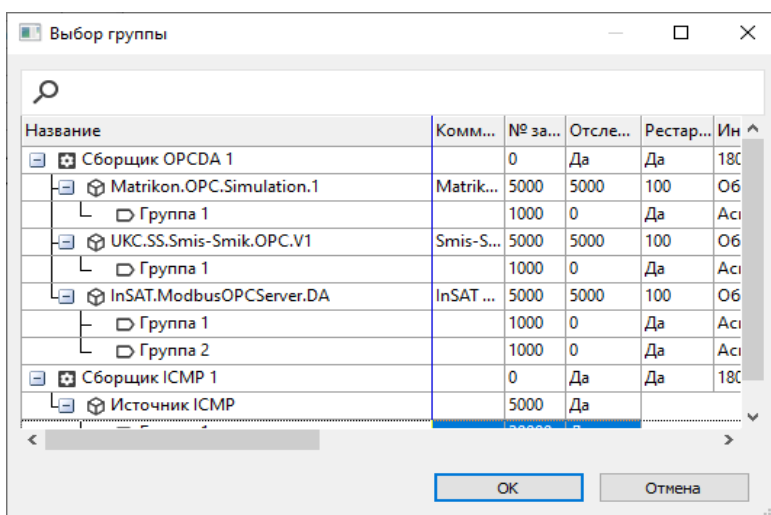 Выбор группы
Название Комм... № за... Отсле... Рестар... Ин
Сборщик OPCDA 1 0 Да Да 180
Matrikon.OPC.Simulation.1 Matrik... 5000 5000 100 Об
Группа 1 1000 0 Да Аси
UKC.SS.Smis-Smik.OPC.V1 Smis-S... 5000 5000 100 Об
Группа 1 1000 0 Да Аси
InSAT.ModbusOPCServer.DA InSAT ... 5000 5000 100 Об
Группа 1 1000 0 Да Аси
Группа 2 1000 0 Да Аси
Сборщик ICMP 1 0 Да Да 180
Источник ICMP 5000 Да
OK Отмена